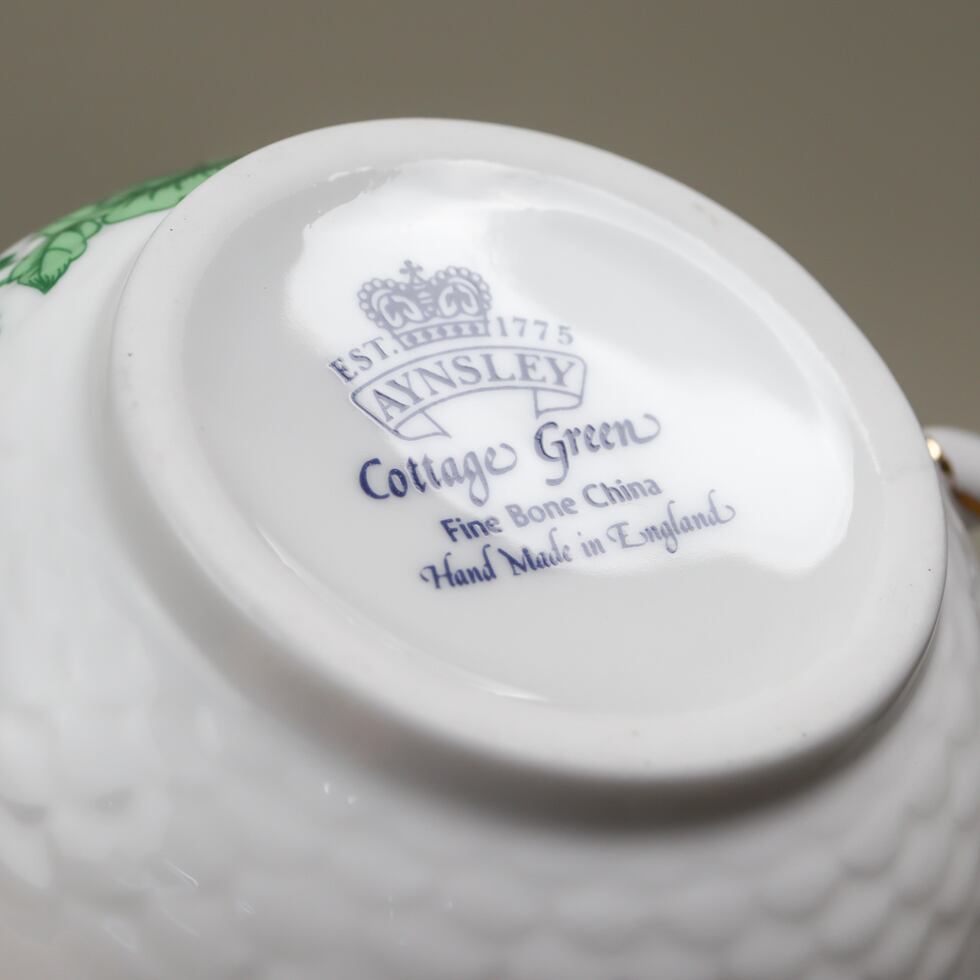 EST. 1775
AYNSLEY
Cottage Green
Fine Bone China
Hand Made in England